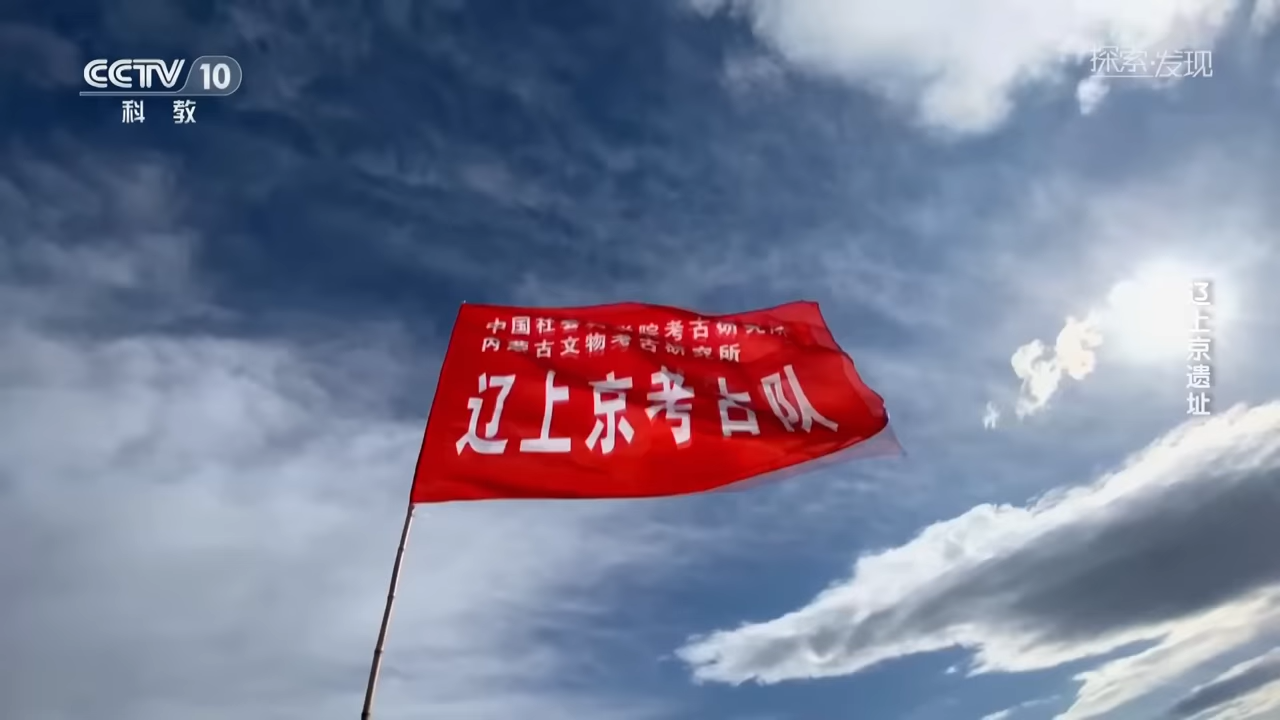 CCTV 10
科教
探索·发现
中国社会科学院考古研究所
内蒙古文物考古研究所
辽上京考古队
辽上京遗址